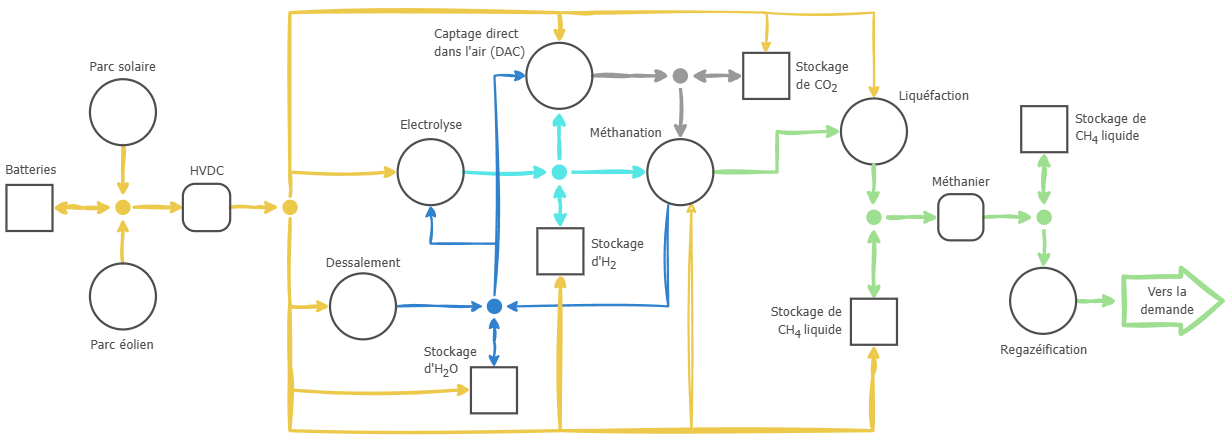 Captage direct
dans l'air (DAC)
Parc solaire
Stockage
de CO2
Liquéfaction
Electrolyse
Méthanation
Stockage de
CH4 liquide
Batteries
HVDC
Méthanier
Stockage
d'H2
Dessalement
Vers la
demande
Stockage de
CH4 liquide
Parc éolien
Stockage
d'H2O
Regazéification